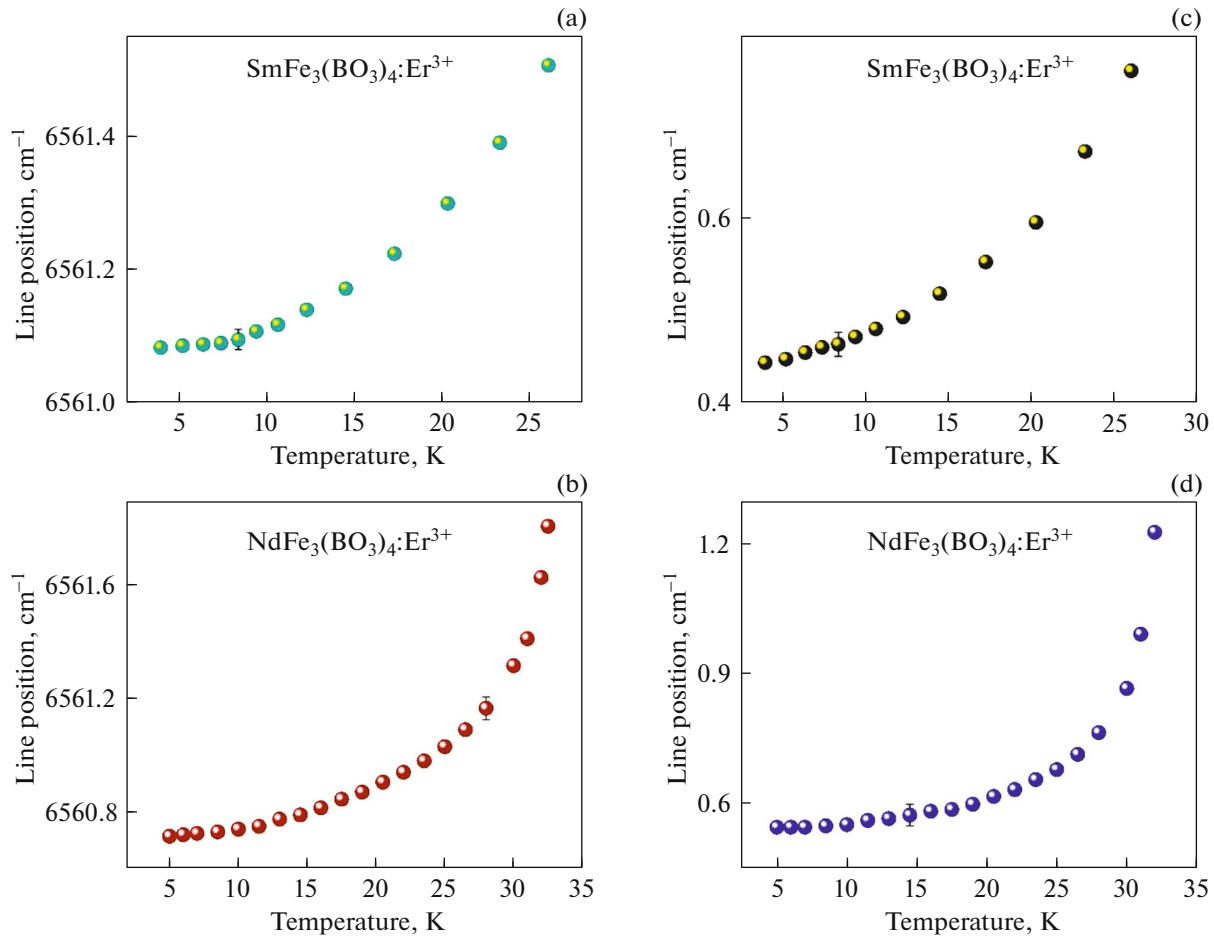 (a)
SmFe₃(BO₃)₄:Er³⁺
Line position, cm⁻¹
6561.4
6561.2
6561.0
5 10 15 20 25
Temperature, K
(c)
SmFe₃(BO₃)₄:Er³⁺
Line position, cm⁻¹
0.6
0.4
5 10 15 20 25 30
Temperature, K
(b)
NdFe₃(BO₃)₄:Er³⁺
Line position, cm⁻¹
6561.6
6561.2
6560.8
5 10 15 20 25 30 35
Temperature, K
(d)
NdFe₃(BO₃)₄:Er³⁺
Line position, cm⁻¹
1.2
0.9
0.6
5 10 15 20 25 30 35
Temperature, K